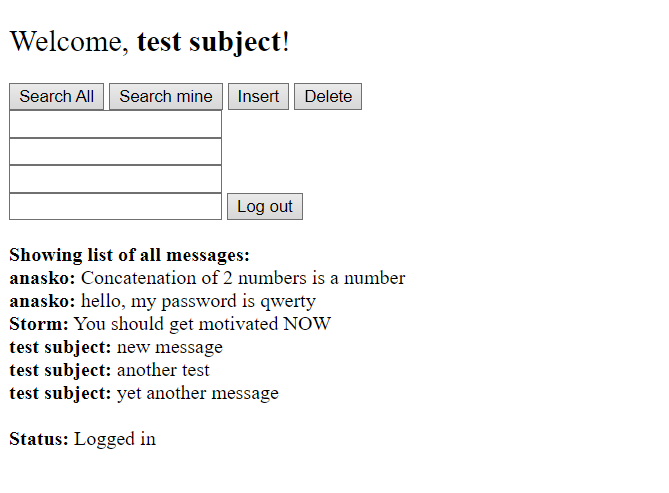 Welcome, test subject!
Search All Search mine Insert Delete
Log out
Showing list of all messages:
anasko: Concatenation of 2 numbers is a number
anasko: hello, my password is qwerty
Storm: You should get motivated NOW
test subject: new message
test subject: another test
test subject: yet another message
Status: Logged in